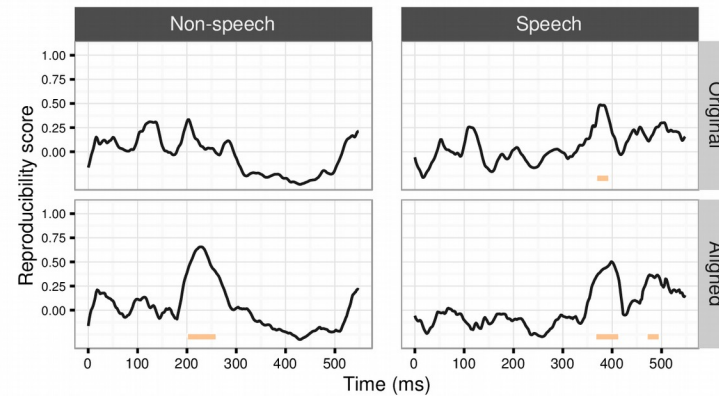 Non-speech Speech
1.00
0.75
0.50
0.25
0.00
Original
1.00
0.75
0.50
0.25
0.00
Aligned
Reproducibility score
0 100 200 300 400 500 0 100 200 300 400 500
Time (ms)